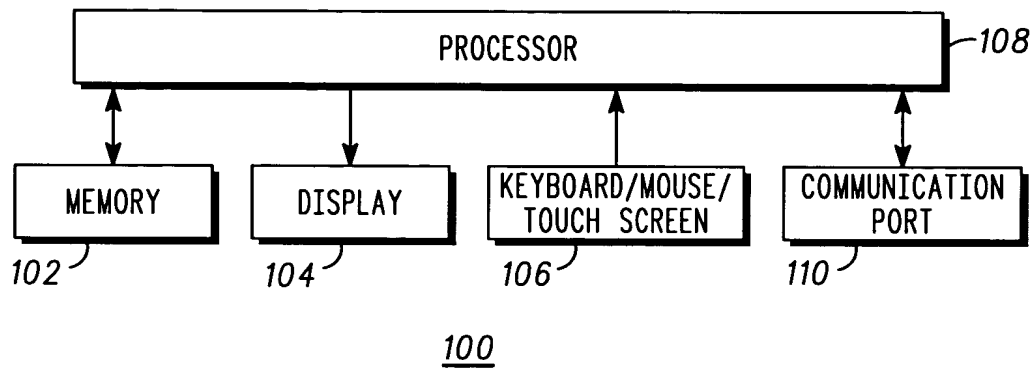 PROCESSOR
108
MEMORY
DISPLAY
KEYBOARD/MOUSE/
TOUCH SCREEN
COMMUNICATION
PORT
102
104
106
110
100